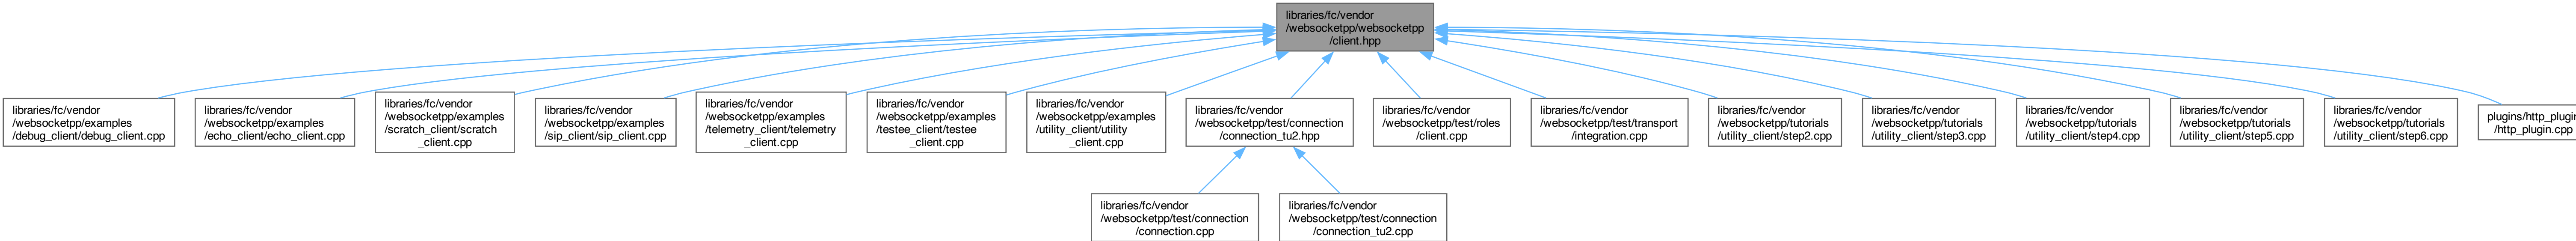 libraries/fc/vendor
/websocketpp/websocketpp
/client.hpp
libraries/fc/vendor
/websocketpp/examples
/debug_client/debug_client.cpp
libraries/fc/vendor
/websocketpp/examples
/echo_client/echo_client.cpp
libraries/fc/vendor
/websocketpp/examples
/scratch_client/scratch
_client.cpp
libraries/fc/vendor
/websocketpp/examples
/sip_client/sip_client.cpp
libraries/fc/vendor
/websocketpp/examples
/telemetry_client/telemetry
_client.cpp
libraries/fc/vendor
/websocketpp/examples
/testee_client/testee
_client.cpp
libraries/fc/vendor
/websocketpp/examples
/utility_client/utility
_client.cpp
libraries/fc/vendor
/websocketpp/test/connection
/connection_tu2.hpp
libraries/fc/vendor
/websocketpp/test/roles
/client.cpp
libraries/fc/vendor
/websocketpp/test/transport
/integration.cpp
libraries/fc/vendor
/websocketpp/tutorials
/utility_client/step2.cpp
libraries/fc/vendor
/websocketpp/tutorials
/utility_client/step3.cpp
libraries/fc/vendor
/websocketpp/tutorials
/utility_client/step4.cpp
libraries/fc/vendor
/websocketpp/tutorials
/utility_client/step5.cpp
libraries/fc/vendor
/websocketpp/tutorials
/utility_client/step6.cpp
plugins/http_plugin
/http_plugin.cpp
libraries/fc/vendor
/websocketpp/test/connection
/connection.cpp
libraries/fc/vendor
/websocketpp/test/connection
/connection_tu2.cpp